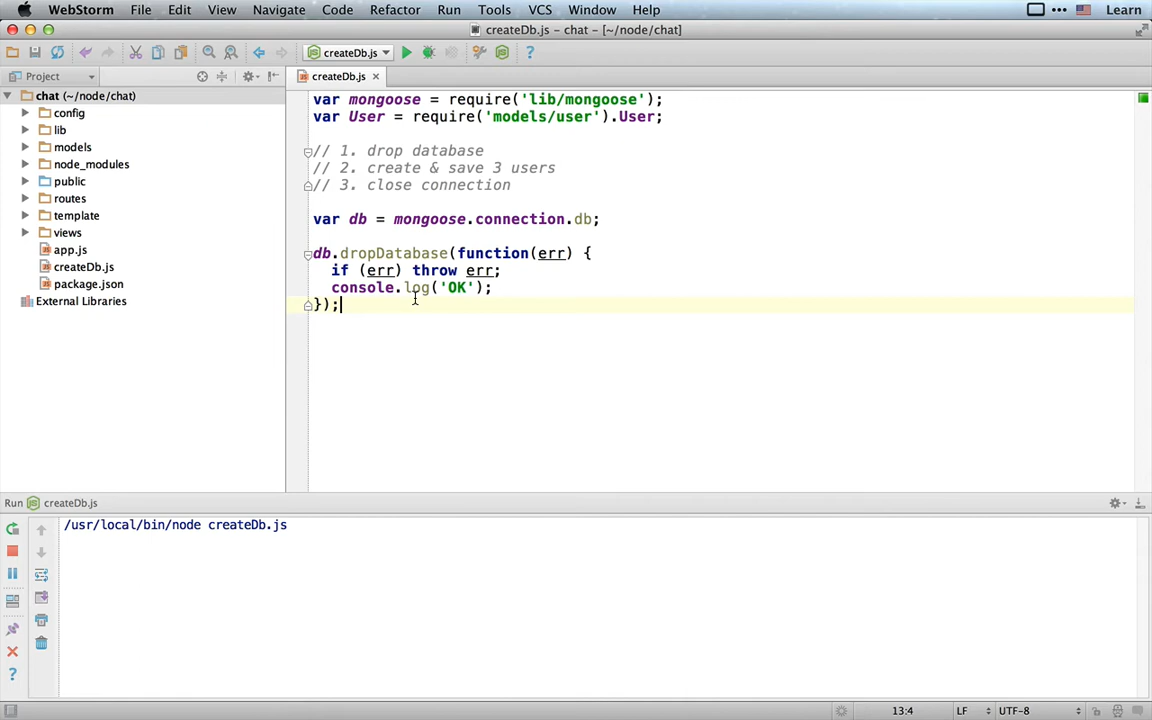 WebStorm File Edit View Navigate Code Refactor Run Tools VCS Window Help Learn
createDb.js – chat – [~/node/chat]
createDb.js
Project
createDb.js
chat (~/node/chat)
config
lib
models
node_modules
public
routes
template
views
app.js
createDb.js
package.json
External Libraries
var mongoose = require('lib/mongoose');
var User = require('models/user').User;
// 1. drop database
// 2. create & save 3 users
// 3. close connection
var db = mongoose.connection.db;
db.dropDatabase(function(err) {
if (err) throw err;
console.log('OK');
});
Run createDb.js
/usr/local/bin/node createDb.js
13:4 LF UTF-8